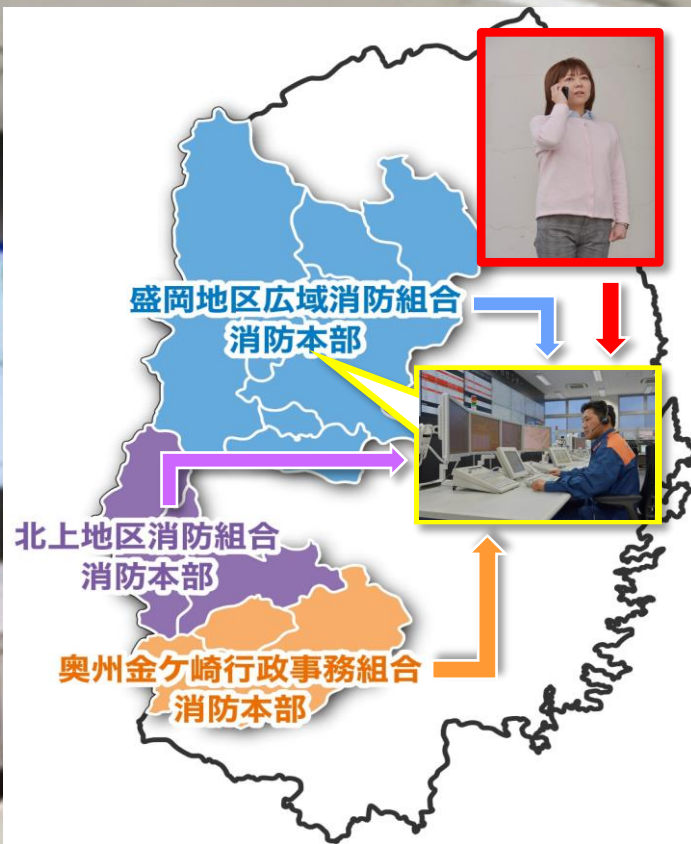 盛岡地区広域消防組合
消防本部
北上地区消防組合
消防本部
奥州金ケ崎行政事務組合
消防本部